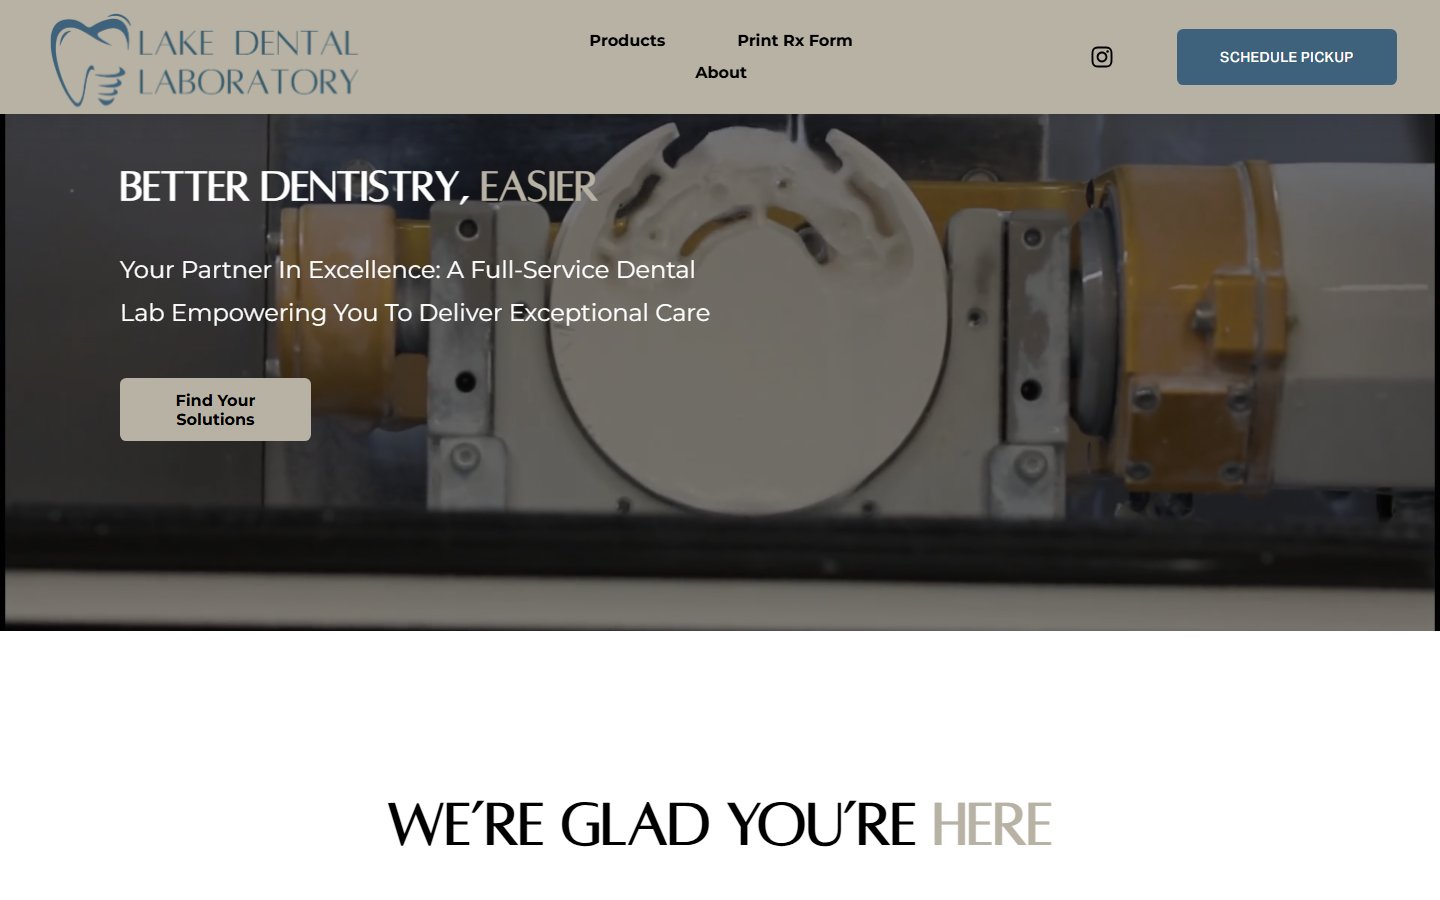 LAKE DENTAL
LABORATORY
Products
Print Rx Form
About
SCHEDULE PICKUP
BETTER DENTISTRY, EASIER
Your Partner In Excellence: A Full-Service Dental
Lab Empowering You To Deliver Exceptional Care
Find Your
Solutions
WE'RE GLAD YOU'RE HERE